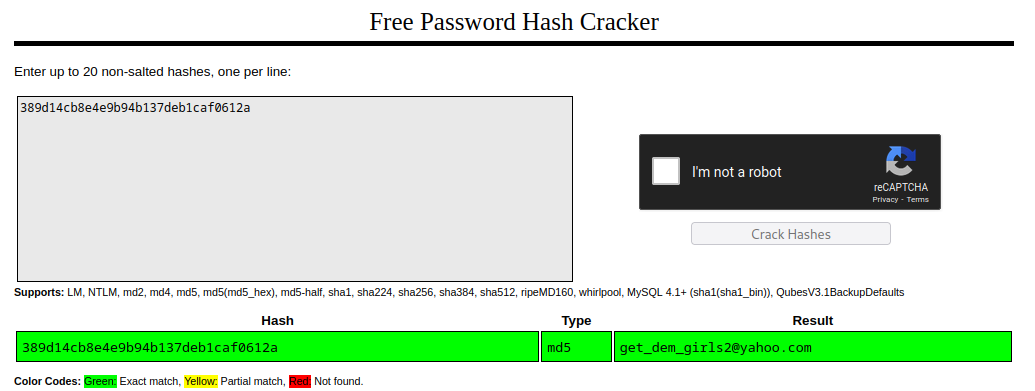 Free Password Hash Cracker
Enter up to 20 non-salted hashes, one per line:
389d14cb8e4e9b94b137deb1caf0612a
I'm not a robot
reCAPTCHA
Privacy - Terms
Crack Hashes
Supports: LM, NTLM, md2, md4, md5, md5(md5_hex), md5-half, sha1, sha224, sha256, sha384, sha512, ripeMD160, whirlpool, MySQL 4.1+ (sha1(sha1_bin)), QubesV3.1BackupDefaults
Hash Type Result
389d14cb8e4e9b94b137deb1caf0612a md5 get_dem_girls2@yahoo.com
Color Codes: Green: Exact match, Yellow: Partial match, Red: Not found.